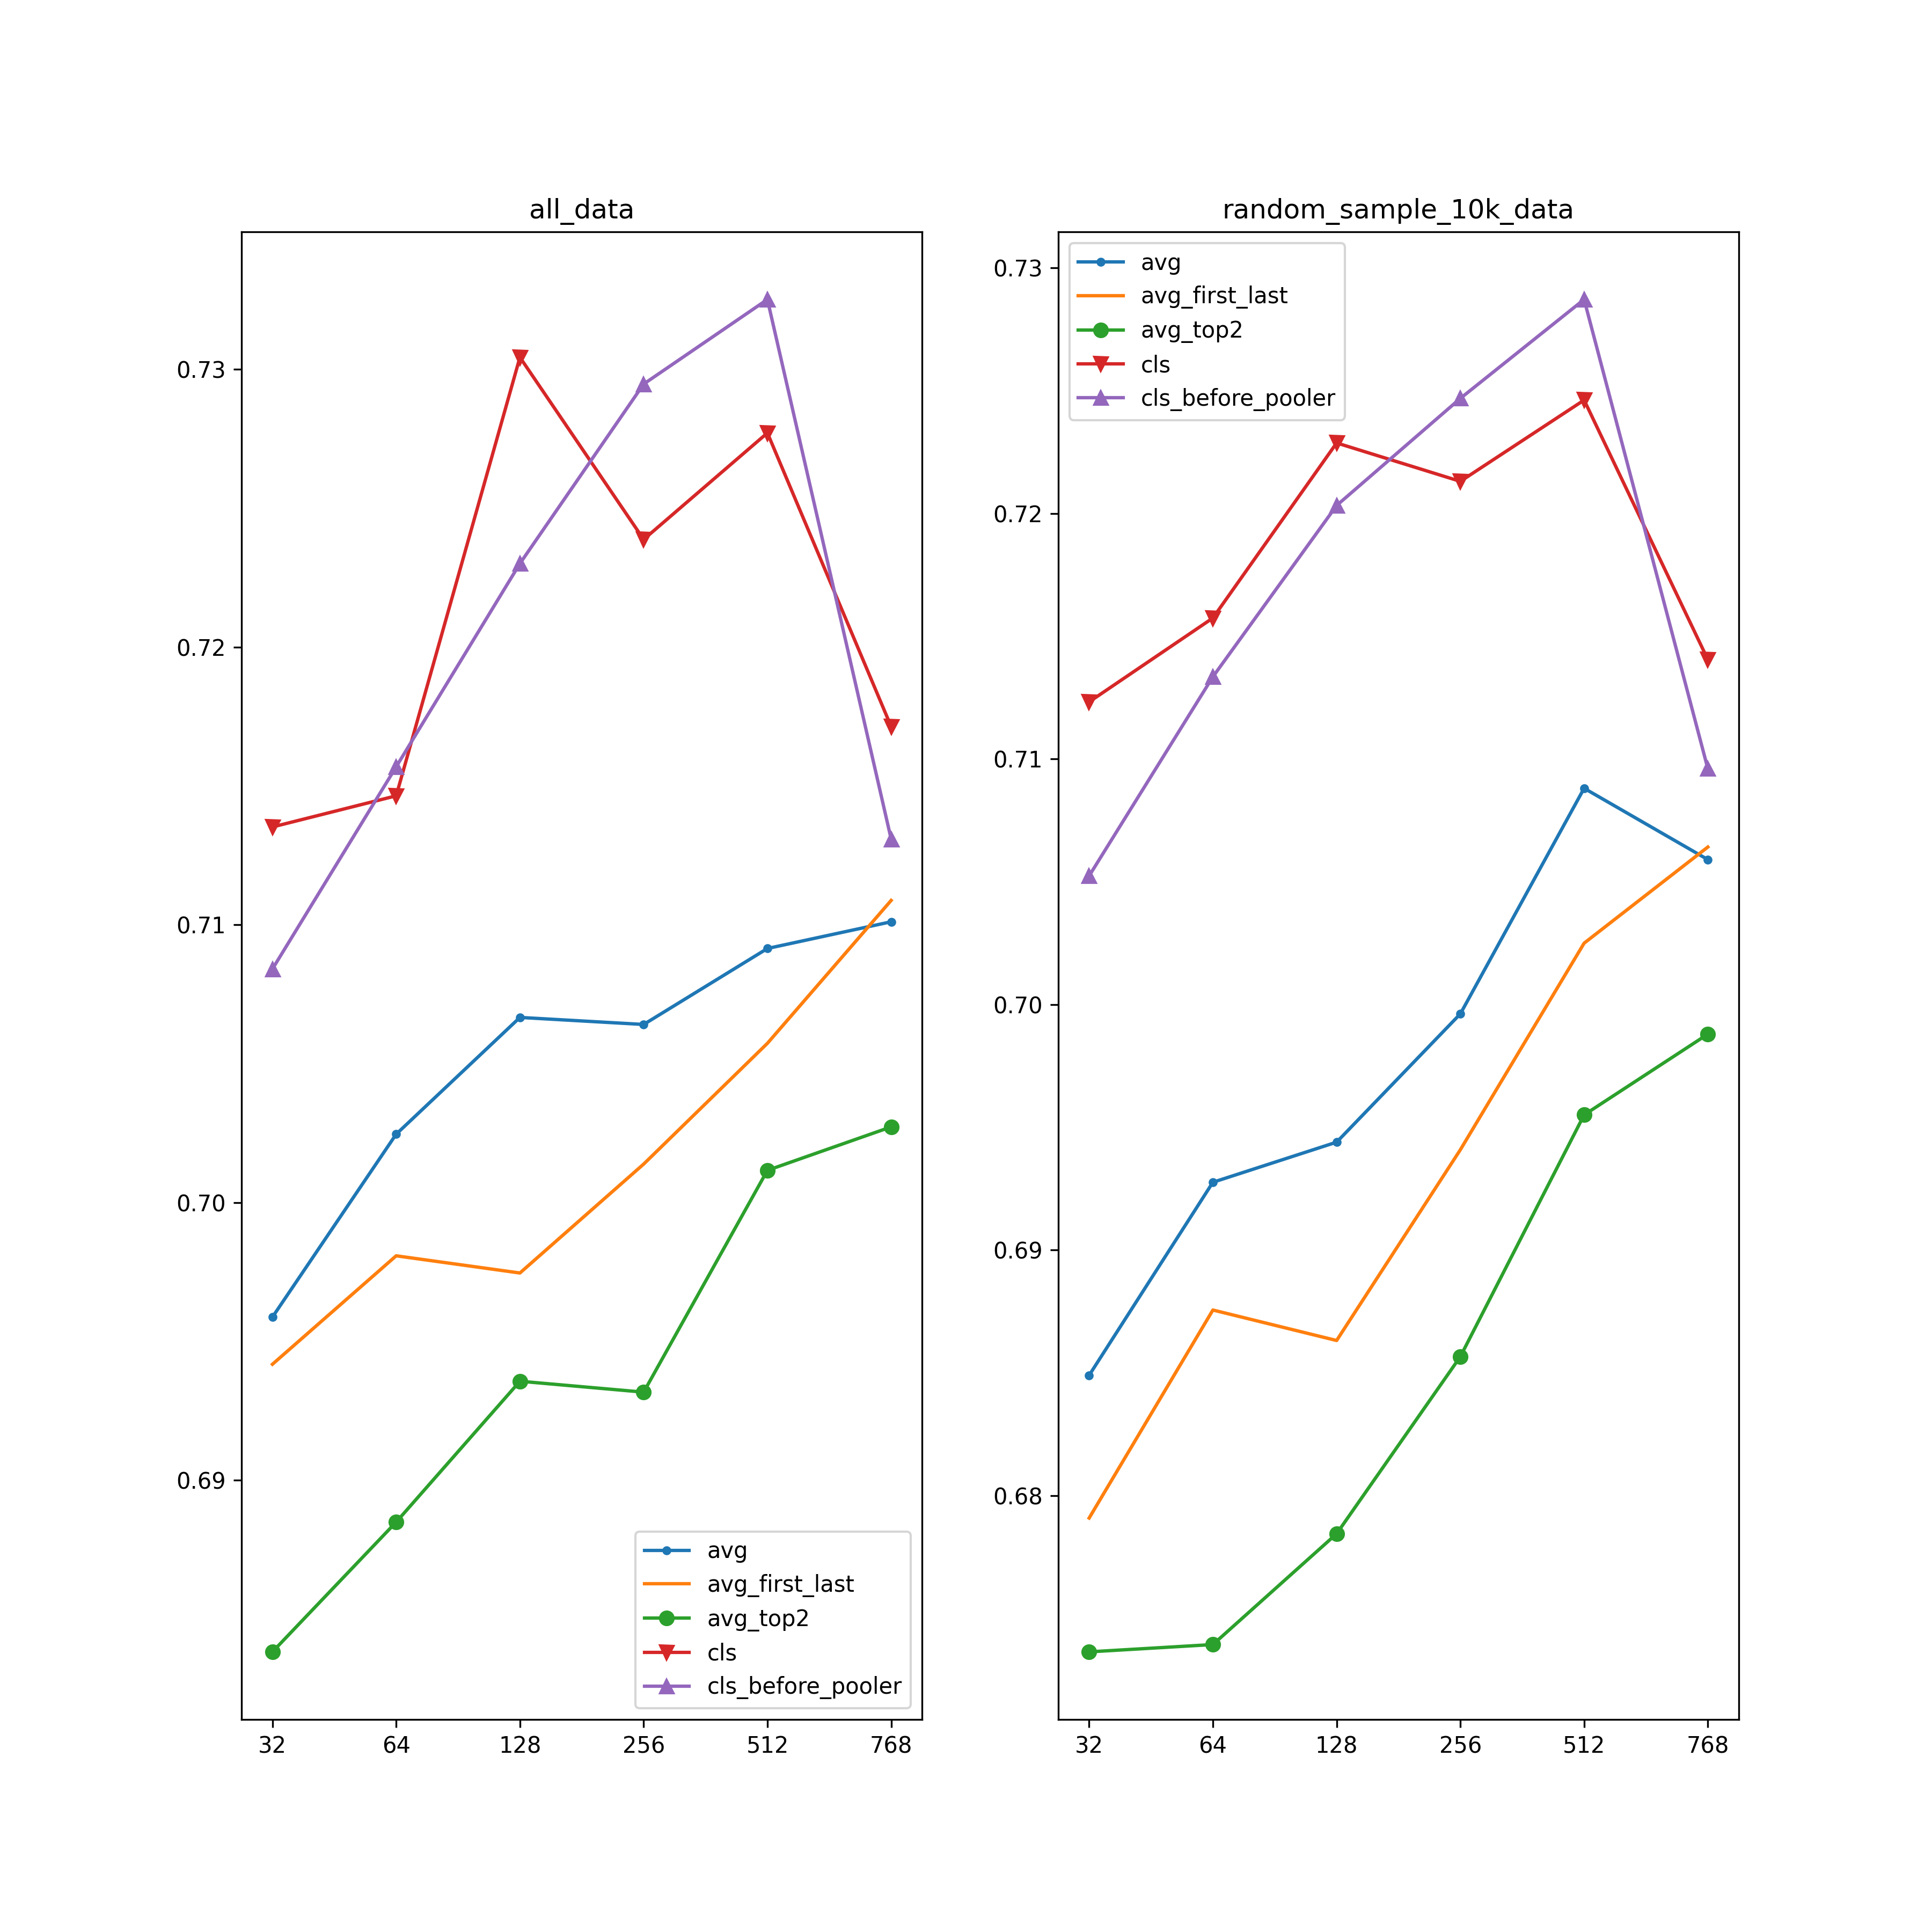 all_data
0.73
0.72
0.71
0.70
0.69
avg
avg_first_last
avg_top2
cls
cls_before_pooler
32 64 128 256 512 768
random_sample_10k_data
0.73
0.72
0.71
0.70
0.69
0.68
avg
avg_first_last
avg_top2
cls
cls_before_pooler
32 64 128 256 512 768